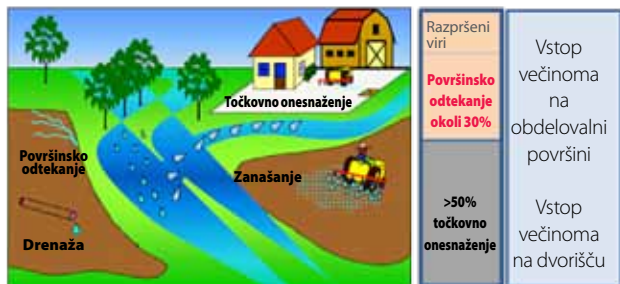 Točkovno onesnaženje
Površinsko
odtekanje
Zanašanje
Drenaža
Razpršeni
viri
Površinsko
odtekanje
okoli 30%
>50%
točkovno
onesnaženje
Vstop
večinoma
na
obdelovalni
površini
Vstop
večinoma
na dvorišču